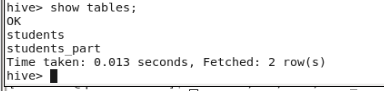 hive> show tables;
OK
students
students_part
Time taken: 0.013 seconds, Fetched: 2 row(s)
hive>